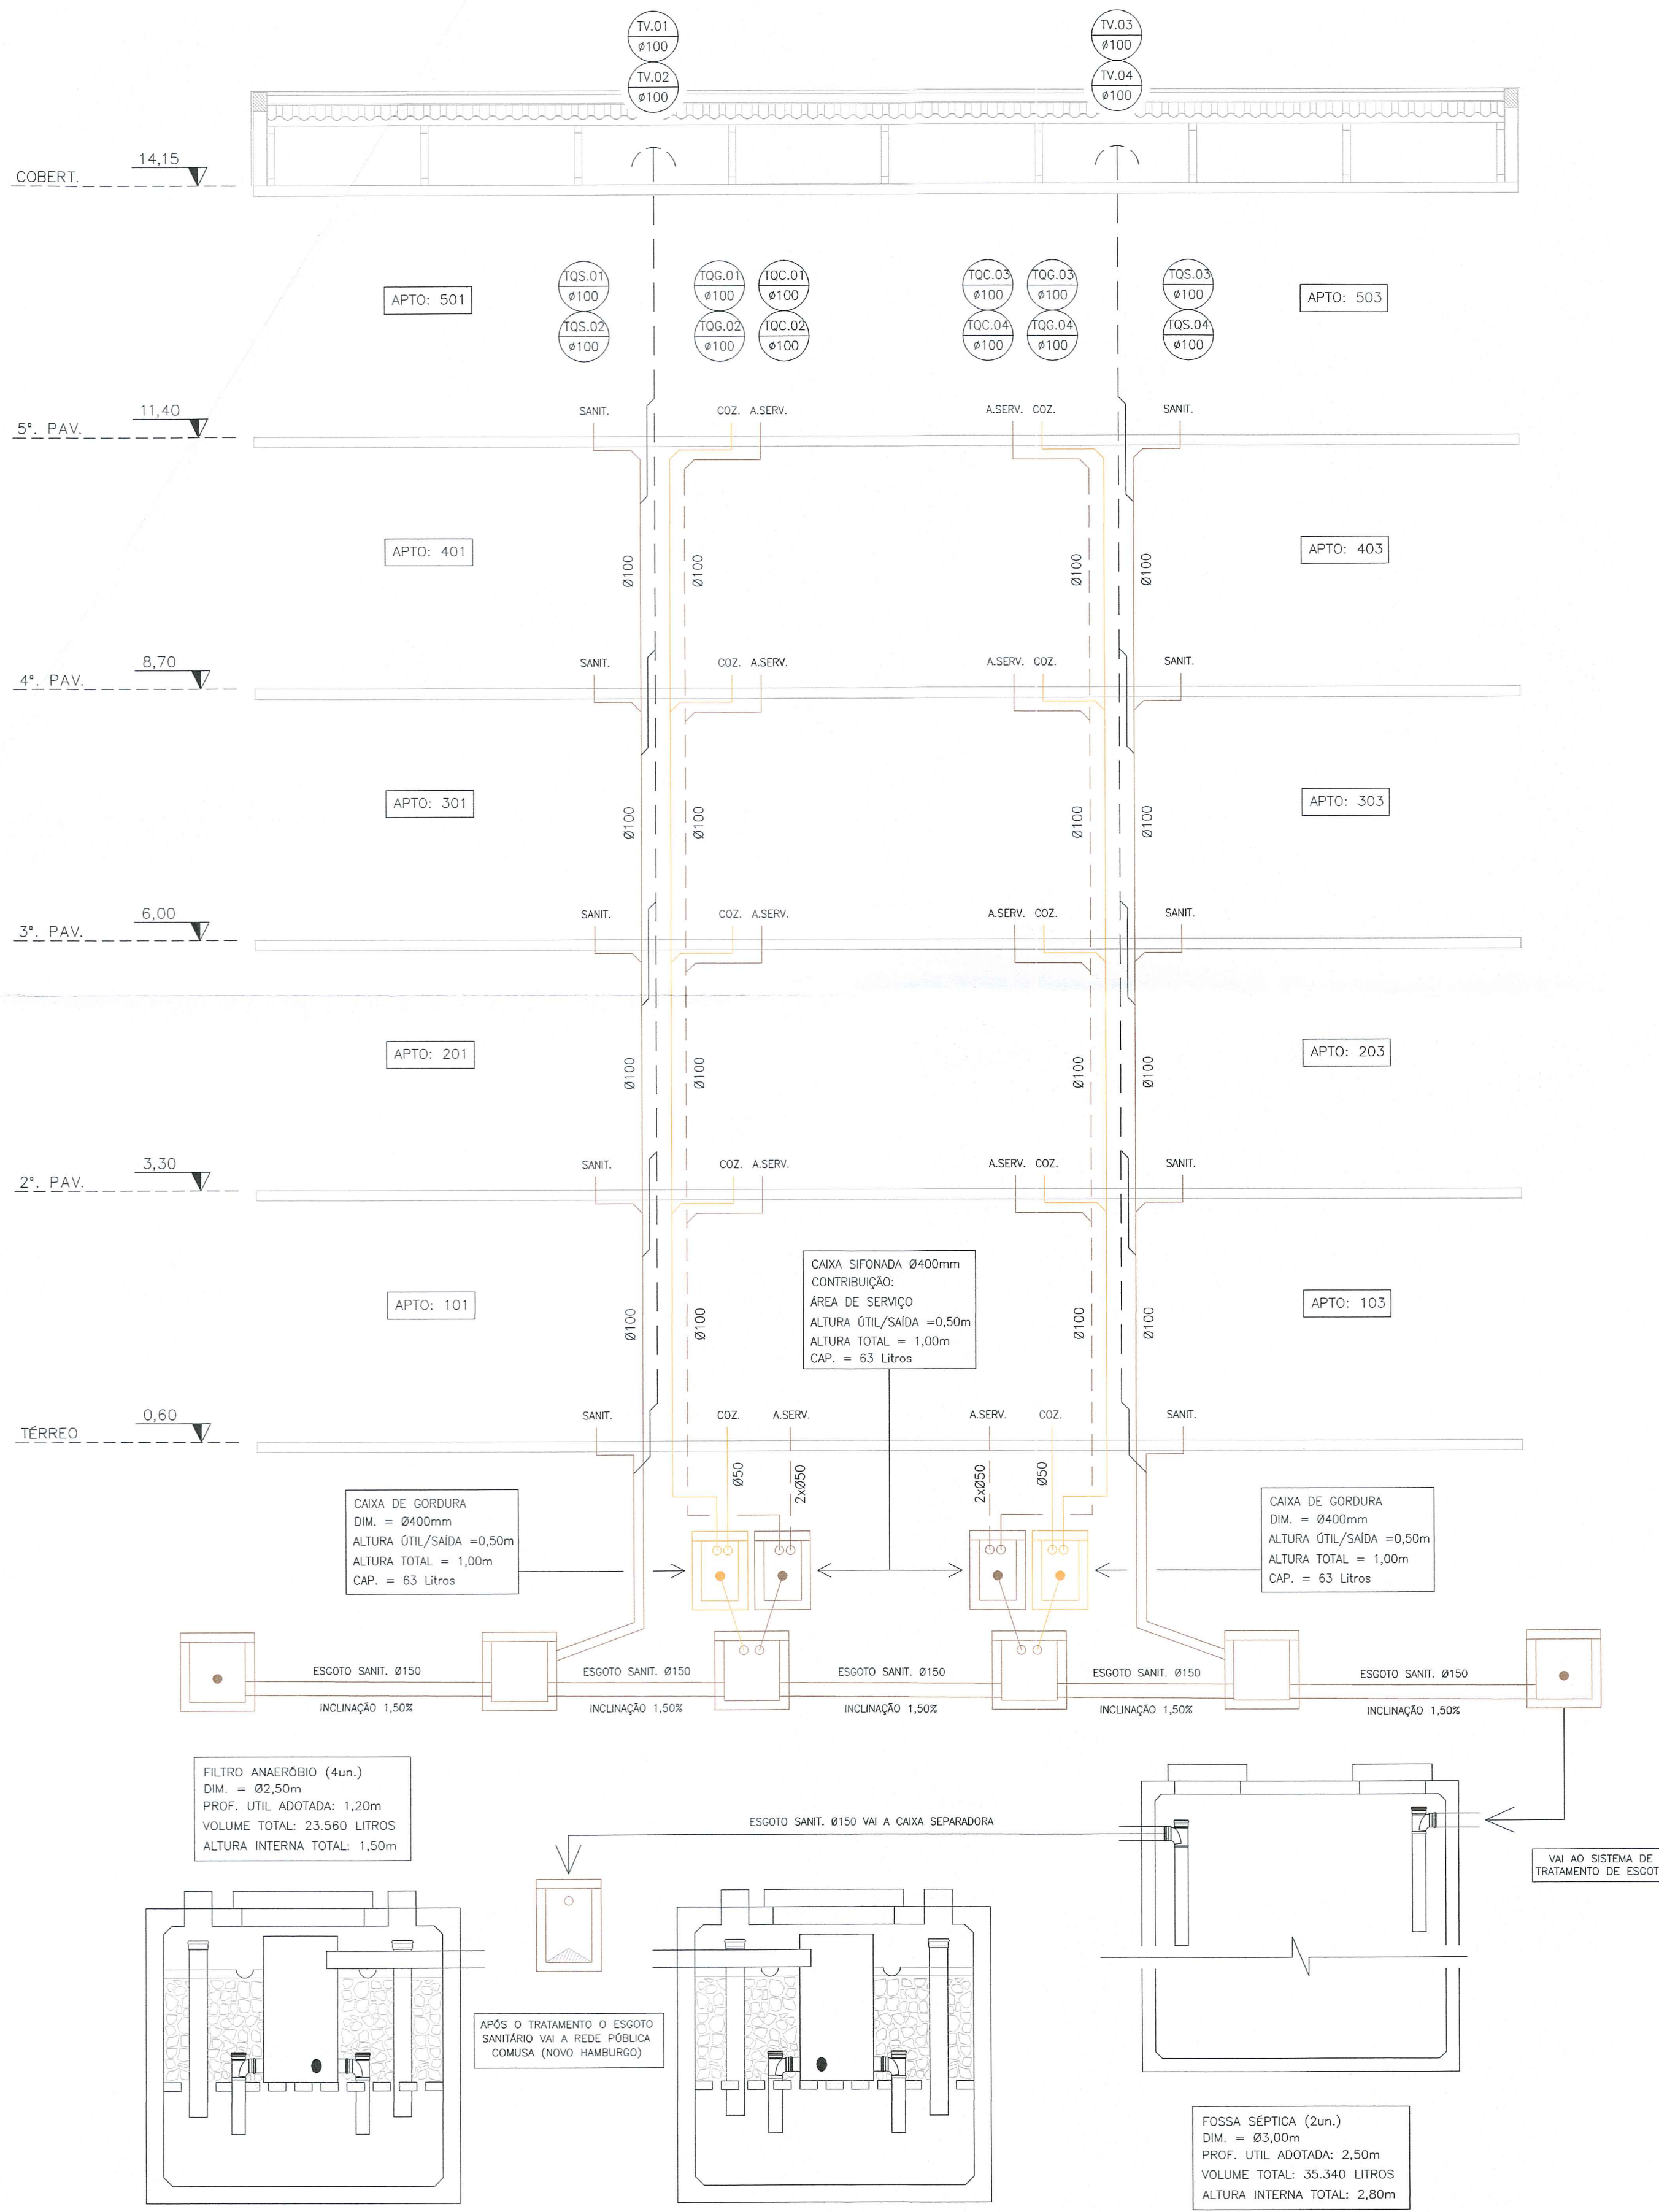 TV.01
ø100
TV.02
ø100
TV.03
ø100
TV.04
ø100
COBERT.
14,15
APTO: 501
TQS.01
ø100
TQS.02
ø100
TQG.01
ø100
TQG.02
ø100
TQC.01
ø100
TQC.02
ø100
TQC.03
ø100
TQC.04
ø100
TQG.03
ø100
TQG.04
ø100
TQS.03
ø100
TQS.04
ø100
APTO: 503
5°. PAV.
11,40
SANIT.
COZ.
A.SERV.
A.SERV.
COZ.
SANIT.
APTO: 401
Ø100
Ø100
Ø100
Ø100
APTO: 403
4°. PAV.
8,70
SANIT.
COZ.
A.SERV.
A.SERV.
COZ.
SANIT.
APTO: 301
Ø100
Ø100
Ø100
Ø100
APTO: 303
3°. PAV.
6,00
SANIT.
COZ.
A.SERV.
A.SERV.
COZ.
SANIT.
APTO: 201
Ø100
Ø100
Ø100
Ø100
APTO: 203
2°. PAV.
3,30
SANIT.
COZ.
A.SERV.
A.SERV.
COZ.
SANIT.
APTO: 101
Ø100
Ø100
CAIXA SIFONADA Ø400mm
CONTRIBUIÇÃO:
ÁREA DE SERVIÇO
ALTURA ÚTIL/SAÍDA =0,50m
ALTURA TOTAL = 1,00m
CAP. = 63 Litros
Ø100
Ø100
APTO: 103
TÉRREO
0,60
SANIT.
COZ.
A.SERV.
A.SERV.
COZ.
SANIT.
Ø50
2xØ50
2xØ50
Ø50
CAIXA DE GORDURA
DIM. = Ø400mm
ALTURA ÚTIL/SAÍDA =0,50m
ALTURA TOTAL = 1,00m
CAP. = 63 Litros
CAIXA DE GORDURA
DIM. = Ø400mm
ALTURA ÚTIL/SAÍDA =0,50m
ALTURA TOTAL = 1,00m
CAP. = 63 Litros
ESGOTO SANIT. Ø150
INCLINAÇÃO 1,50%
ESGOTO SANIT. Ø150
INCLINAÇÃO 1,50%
ESGOTO SANIT. Ø150
INCLINAÇÃO 1,50%
ESGOTO SANIT. Ø150
INCLINAÇÃO 1,50%
ESGOTO SANIT. Ø150
INCLINAÇÃO 1,50%
FILTRO ANAERÓBIO (4un.)
DIM. = Ø2,50m
PROF. UTIL ADOTADA: 1,20m
VOLUME TOTAL: 23.560 LITROS
ALTURA INTERNA TOTAL: 1,50m
ESGOTO SANIT. Ø150 VAI A CAIXA SEPARADORA
VAI AO SISTEMA DE
TRATAMENTO DE ESGOT
APÓS O TRATAMENTO O ESGOTO
SANITÁRIO VAI A REDE PÚBLICA
COMUSA (NOVO HAMBURGO)
FOSSA SÉPTICA (2un.)
DIM. = Ø3,00m
PROF. UTIL ADOTADA: 2,50m
VOLUME TOTAL: 35.340 LITROS
ALTURA INTERNA TOTAL: 2,80m